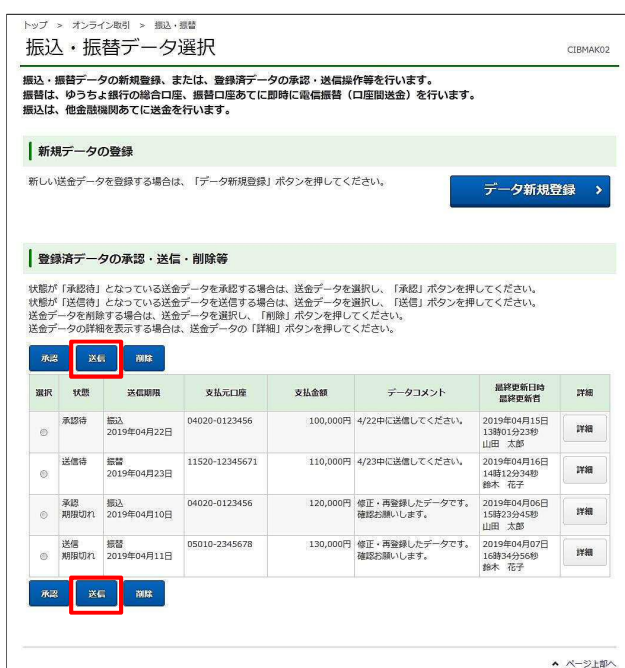 トップ > オンライン取引 > 振込・振替
振込・振替データ選択
CIBMAK02
振込・振替データの新規登録、または、登録済データの承認・送信操作等を行います。
振替は、ゆうちょ銀行の総合口座、振替口座あてに即時に電信振替（口座間送金）を行います。
振込は、他金融機関あてに送金を行います。
新規データの登録
新しい送金データを登録する場合は、「データ新規登録」ボタンを押してください。
データ新規登録
登録済データの承認・送信・削除等
状態が「承認待」となっている送金データを承認する場合は、送金データを選択し、「承認」ボタンを押してください。
状態が「送信待」となっている送金データを送信する場合は、送金データを選択し、「送信」ボタンを押してください。
送金データを削除する場合は、送金データを選択し、「削除」ボタンを押してください。
送金データの詳細を表示する場合は、送金データの「詳細」ボタンを押してください。
承認 送信 削除
選択 状態 送信期限 支払元口座 支払金額 データコメント 最終更新日時 詳細
最終更新者
承認待 振込 04020-0123456 100,000円 4/22中に送信してください。 2019年04月15日 詳細
2019年04月22日 13時01分23秒
山田 太郎
送信待 振替 11520-12345671 110,000円 4/23中に送信してください。 2019年04月16日 詳細
2019年04月23日 14時12分34秒
鈴木 花子
承認 振込 04020-0123456 120,000円 修正・再登録したデータです。 2019年04月06日 詳細
期限切れ 2019年04月10日 確認お願いします。 15時23分45秒
山田 太郎
送信 振替 05010-2345678 130,000円 修正・再登録したデータです。 2019年04月07日 詳細
期限切れ 2019年04月11日 確認お願いします。 16時34分56秒
鈴木 花子
承認 送信 削除
ページ上部へ